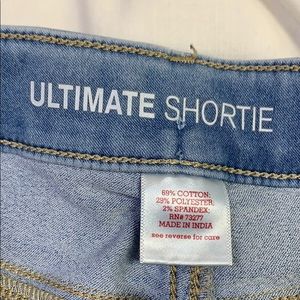 ULTIMATE SHORTIE
69% COTTON:
29% POLYESTER:
2% SPANDEX:
RN# 73277
MADE IN INDIA
see reverse for care